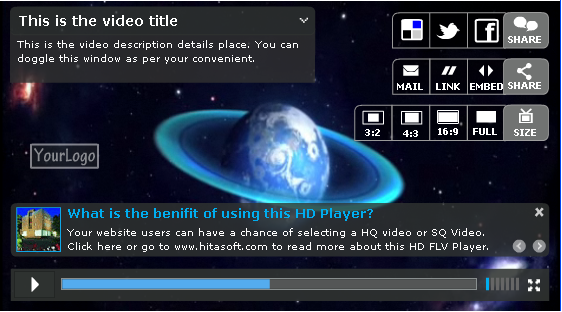 This is the video title
This is the video description details place. You can
doggle this window as per your convenient.
SHARE
MAIL LINK EMBED SHARE
3:2 4:3 16:9 FULL SIZE
YourLogo
What is the benifit of using this HD Player?
Your website users can have a chance of selecting a HQ video or SQ Video.
Click here or go to www.hitasoft.com to read more about this HD FLV Player.